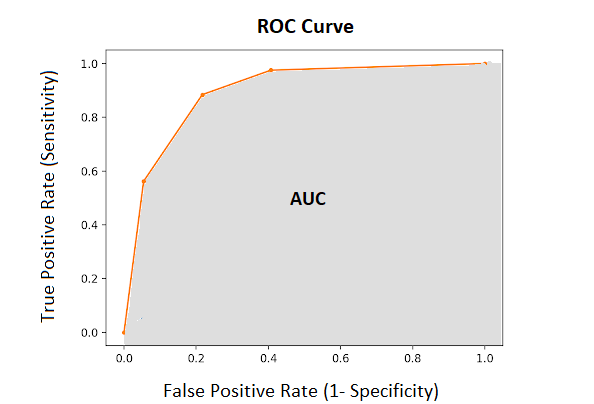 ROC Curve
True Positive Rate (Sensitivity)
1.0
0.8
0.6
0.4
0.2
0.0
AUC
0.0 0.2 0.4 0.6 0.8 1.0
False Positive Rate (1- Specificity)